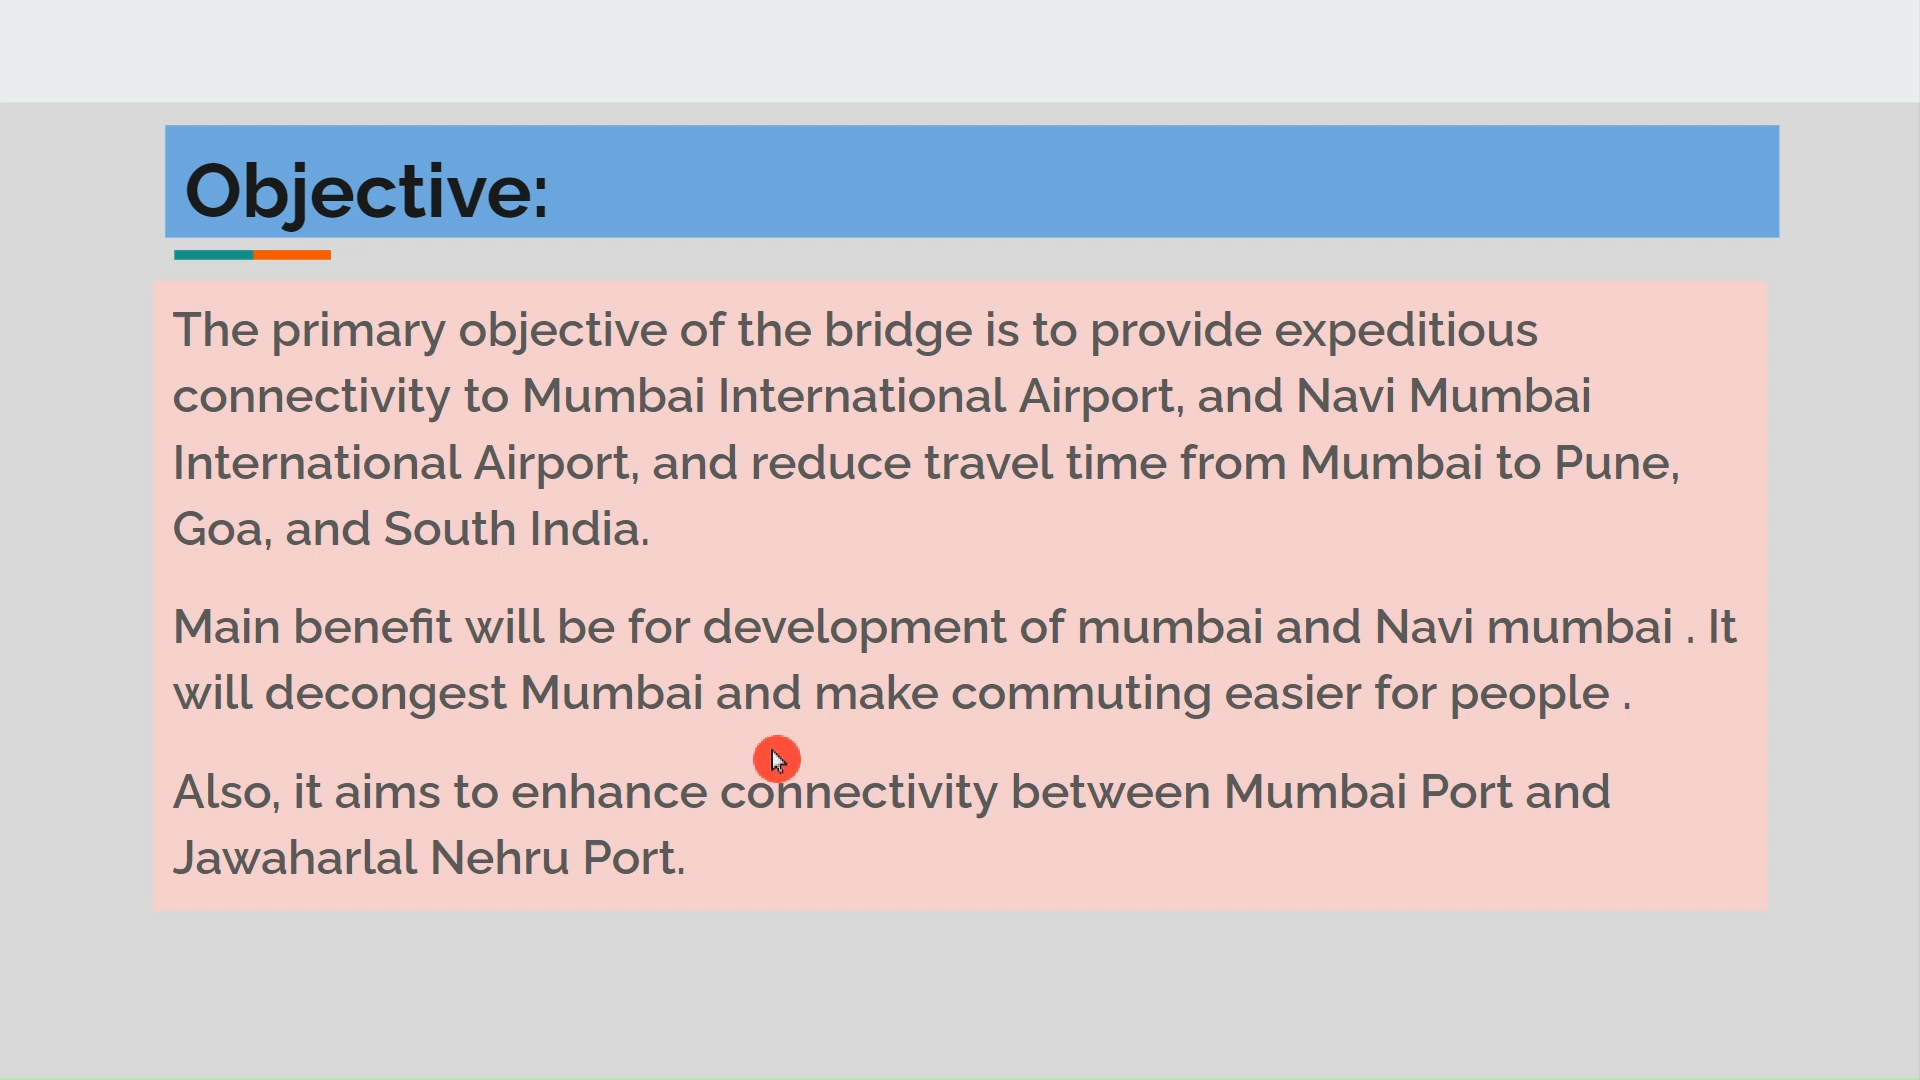 Objective:
The primary objective of the bridge is to provide expeditious
connectivity to Mumbai International Airport, and Navi Mumbai
International Airport, and reduce travel time from Mumbai to Pune,
Goa, and South India.
Main benefit will be for development of mumbai and Navi mumbai . It
will decongest Mumbai and make commuting easier for people .
Also, it aims to enhance connectivity between Mumbai Port and
Jawaharlal Nehru Port.